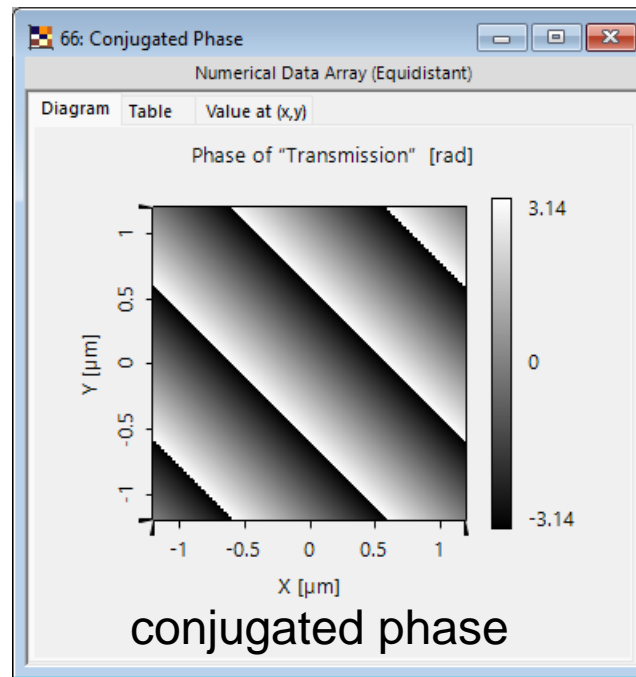 66: Conjugated Phase
Numerical Data Array (Equidistant)
Diagram Table Value at (x,y)
Phase of "Transmission" [rad]
3.14
0
-3.14
Y [µm]
1
0.5
0
-0.5
-1
-1 -0.5 0 0.5 1
X [µm]
conjugated phase